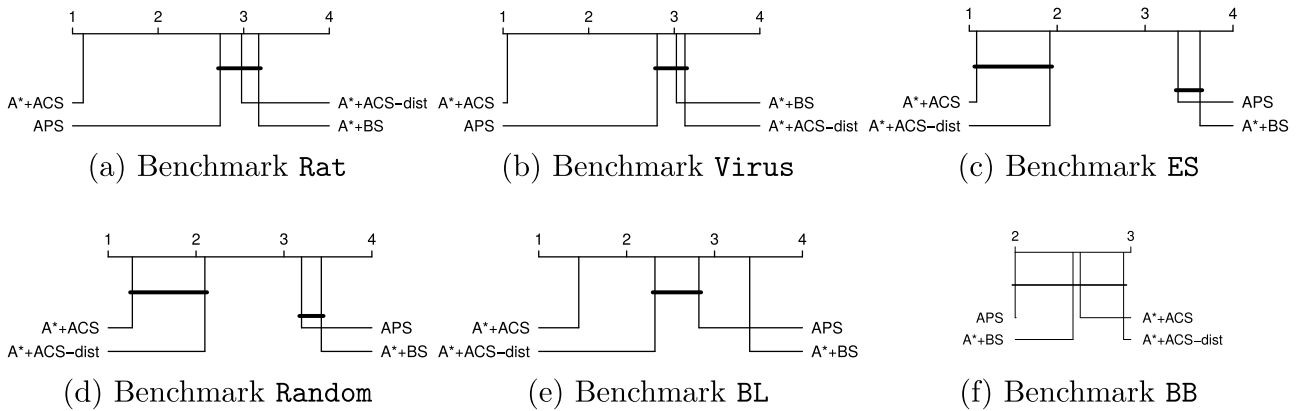 1 2 3 4
A*+ACS
APS
A*+ACS-dist
A*+BS
(a) Benchmark Rat
1 2 3 4
A*+ACS
APS
A*+BS
A*+ACS-dist
(b) Benchmark Virus
1 2 3 4
A*+ACS
A*+ACS-dist
APS
A*+BS
(c) Benchmark ES
1 2 3 4
A*+ACS
A*+ACS-dist
APS
A*+BS
(d) Benchmark Random
1 2 3 4
A*+ACS
A*+ACS-dist
APS
A*+BS
(e) Benchmark BL
2 3
APS
A*+BS
A*+ACS
A*+ACS-dist
(f) Benchmark BB